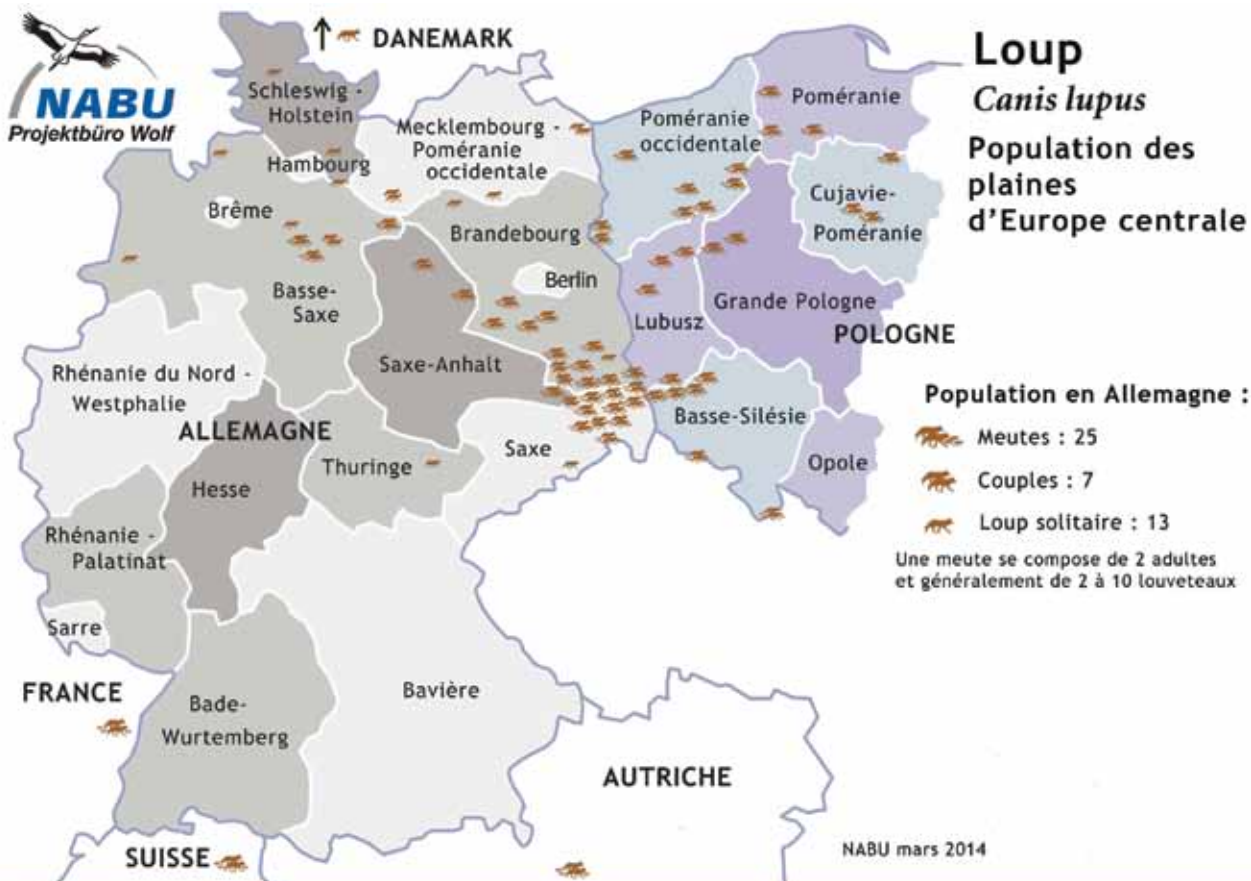 NABU
Projektbüro Wolf
DANEMARK
Loup
Canis lupus
Population des
plaines
d’Europe centrale
Schleswig -
Holstein
Hambourg
Mecklembourg -
Poméranie
occidentale
Poméranie
occidentale
Poméranie
Cujavie-
Poméranie
Brême
Brandebourg
Berlin
Basse-
Saxe
Lubusz
Grande Pologne
POLOGNE
Saxe-Anhalt
Rhénanie du Nord -
Westphalie
ALLEMAGNE
Basse-Silésie
Opole
Saxe
Thuringe
Hesse
Rhénanie -
Palatinat
Sarre
Population en Allemagne :
Meutes : 25
Couples : 7
Loup solitaire : 13
Une meute se compose de 2 adultes
et généralement de 2 à 10 louveteaux
FRANCE
Bade-
Wurtemberg
Bavière
AUTRICHE
SUISSE
NABU mars 2014